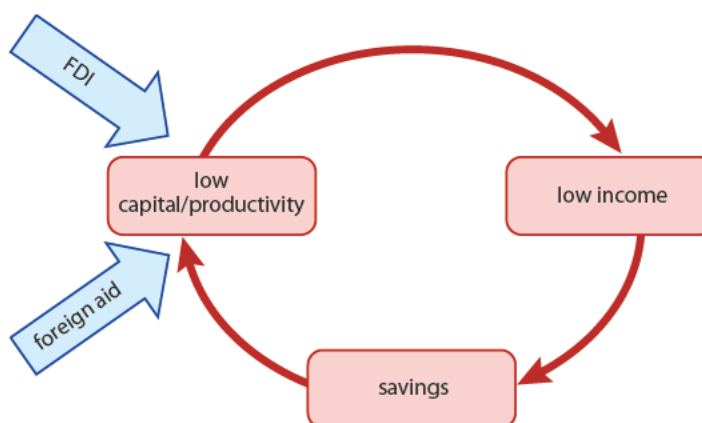 FDI
low
capital/productivity
low income
foreign aid
savings